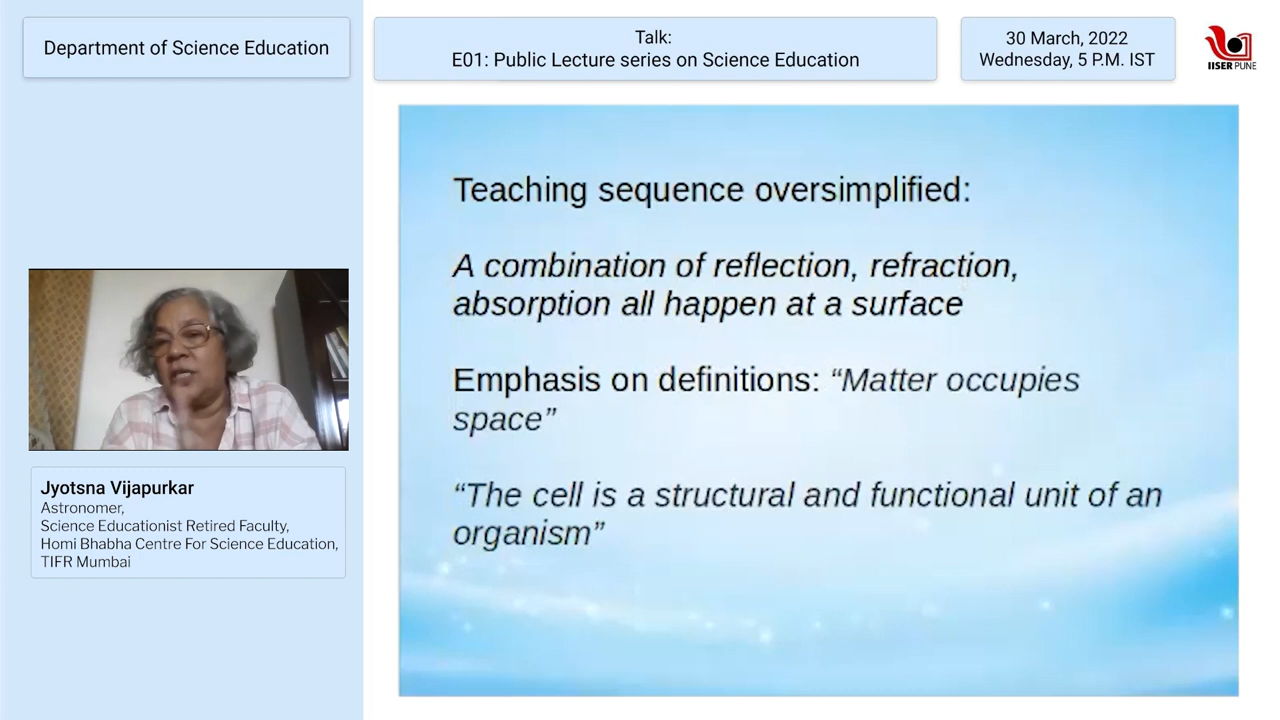 Department of Science Education
Talk:
E01: Public Lecture series on Science Education
30 March, 2022
Wednesday, 5 P.M. IST
IISER PUNE
Teaching sequence oversimplified:
A combination of reflection, refraction,
absorption all happen at a surface
Emphasis on definitions: “Matter occupies
space”
“The cell is a structural and functional unit of an
organism”
Jyotsna Vijapurkar
Astronomer,
Science Educationist Retired Faculty,
Homi Bhabha Centre For Science Education,
TIFR Mumbai